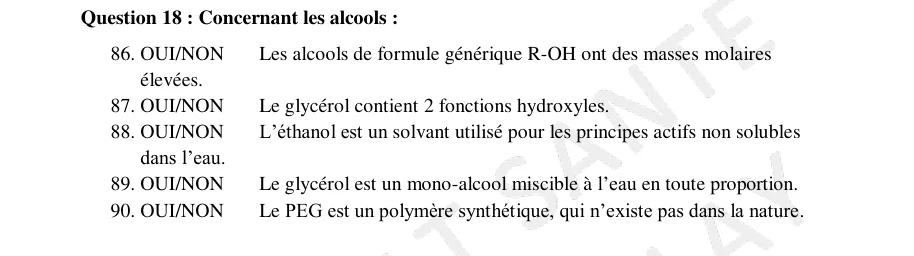 Question 18 : Concernant les alcools :
86. OUI/NON Les alcools de formule générique R-OH ont des masses molaires
élevées.
87. OUI/NON Le glycérol contient 2 fonctions hydroxyles.
88. OUI/NON L’éthanol est un solvant utilisé pour les principes actifs non solubles
dans l’eau.
89. OUI/NON Le glycérol est un mono-alcool miscible à l’eau en toute proportion.
90. OUI/NON Le PEG est un polymère synthétique, qui n’existe pas dans la nature.
SANTE